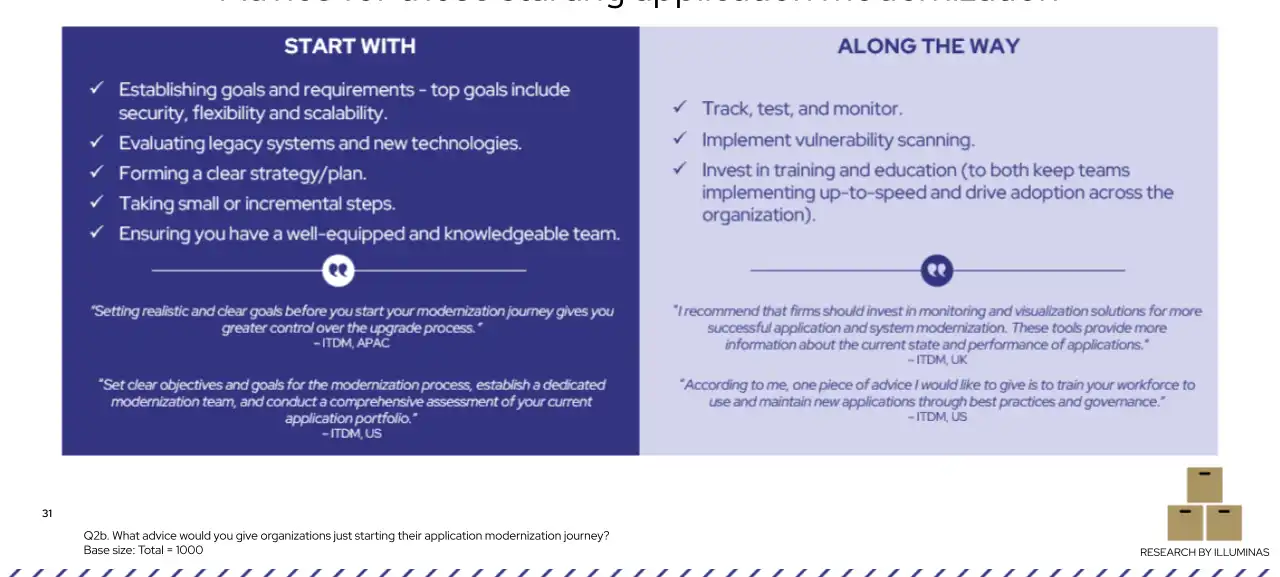 Advice for those starting application modernization
START WITH
✓ Establishing goals and requirements - top goals include
security, flexibility and scalability.
✓ Evaluating legacy systems and new technologies.
✓ Forming a clear strategy/plan.
✓ Taking small or incremental steps.
✓ Ensuring you have a well-equipped and knowledgeable team.
"Setting realistic and clear goals before you start your modernization journey gives you
greater control over the upgrade process."
– ITDM, APAC
"Set clear objectives and goals for the modernization process, establish a dedicated
modernization team, and conduct a comprehensive assessment of your current
application portfolio."
– ITDM, US
ALONG THE WAY
✓ Track, test, and monitor.
✓ Implement vulnerability scanning.
✓ Invest in training and education (to both keep teams
implementing up-to-speed and drive adoption across the
organization).
"I recommend that firms should invest in monitoring and visualization solutions for more
successful application and system modernization. These tools provide more
information about the current state and performance of applications."
– ITDM, UK
"According to me, one piece of advice I would like to give is to train your workforce to
use and maintain new applications through best practices and governance."
– ITDM, US
31
Q2b. What advice would you give organizations just starting their application modernization journey?
Base size: Total = 1000
RESEARCH BY ILLUMINAS